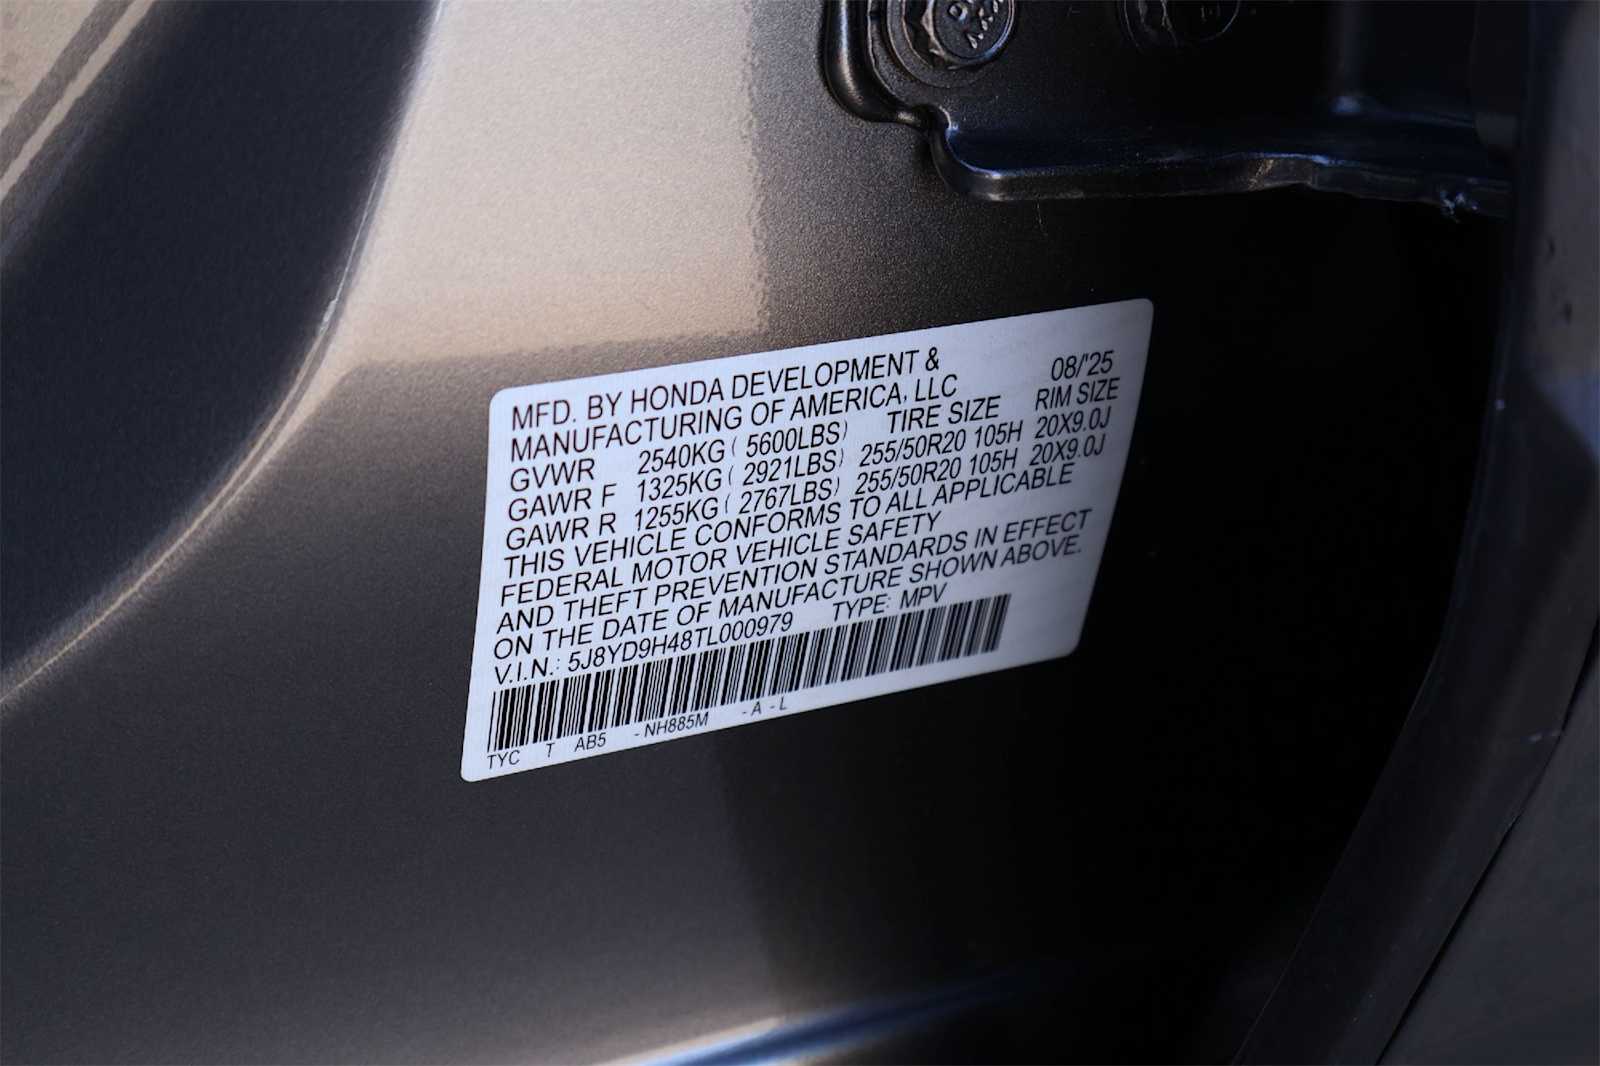 MFD. BY HONDA DEVELOPMENT & 08/'25
MANUFACTURING OF AMERICA, LLC
TIRE SIZE RIM SIZE
GVWR 2540KG ( 5600LBS)
GAWR F 1325KG ( 2921LBS) 255/50R20 105H 20X9.0J
GAWR R 1255KG ( 2767LBS) 255/50R20 105H 20X9.0J
THIS VEHICLE CONFORMS TO ALL APPLICABLE
FEDERAL MOTOR VEHICLE SAFETY
AND THEFT PREVENTION STANDARDS IN EFFECT
ON THE DATE OF MANUFACTURE SHOWN ABOVE.
V.I.N.: 5J8YD9H48TL000979 TYPE: MPV
TYC T AB5 -NH885M -A -L